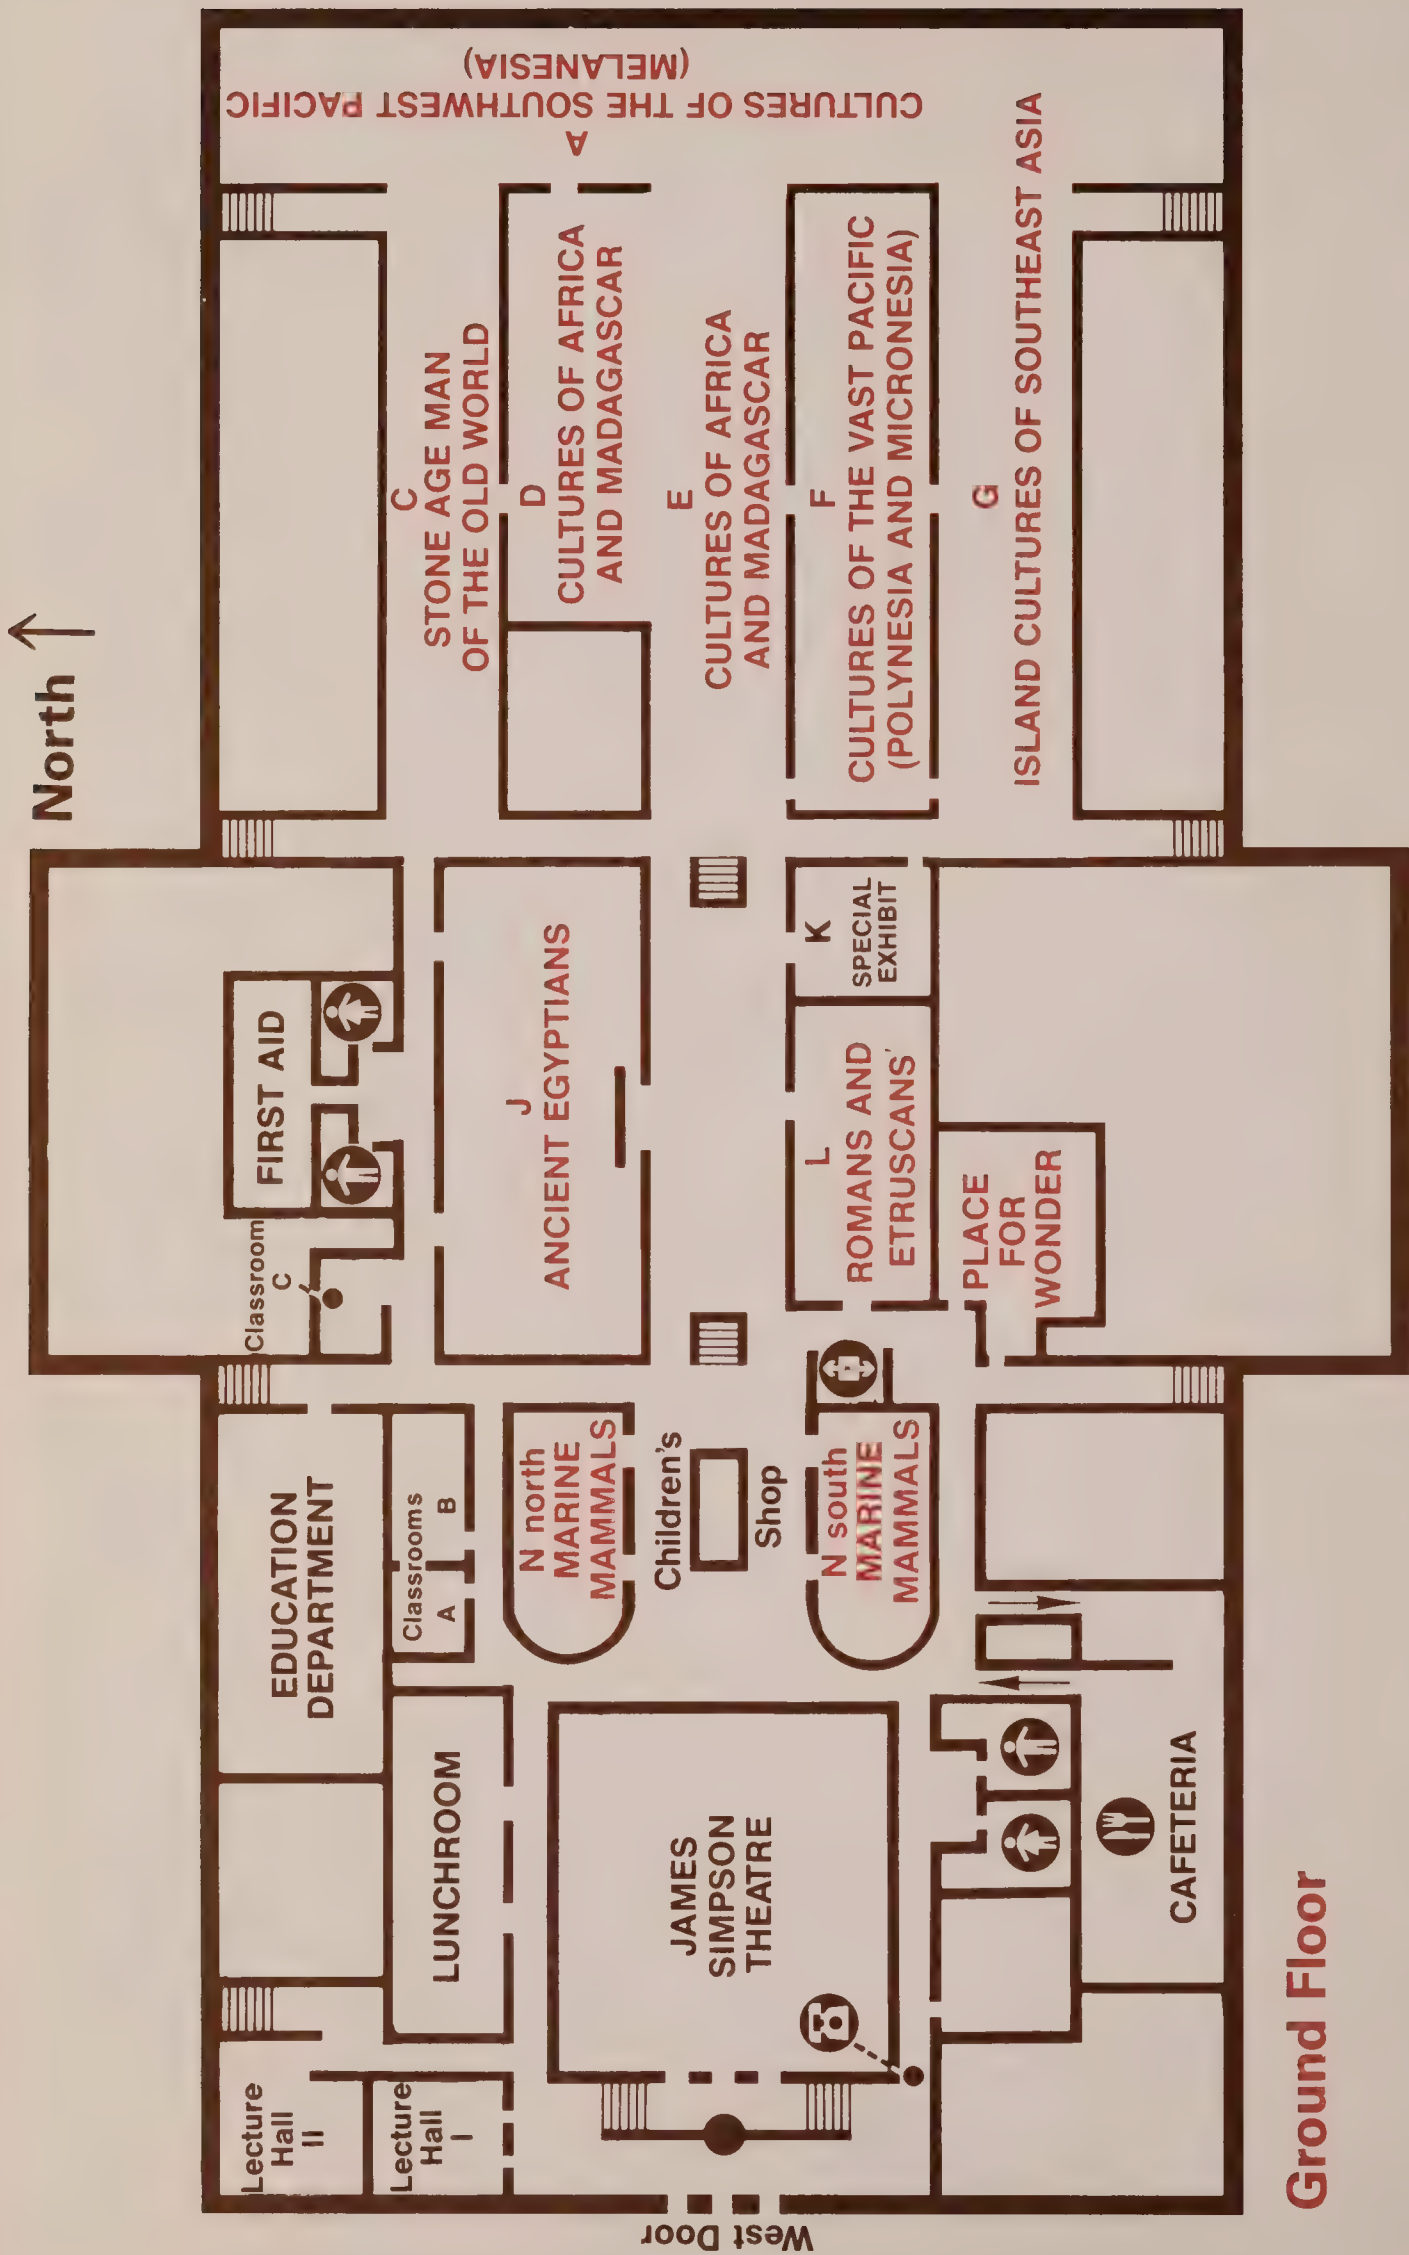 North
Ground Floor
West Door
Lecture
Hall
II
Lecture
Hall
I
LUNCHROOM
EDUCATION
DEPARTMENT
Classrooms
A B
JAMES
SIMPSON
THEATRE
CAFETERIA
N north
MARINE
MAMMALS
Children's
Shop
N south
MARINE
MAMMALS
Classroom
C
FIRST AID
J
ANCIENT EGYPTIANS
L
ROMANS AND
ETRUSCANS'
PLACE
FOR
WONDER
K
SPECIAL
EXHIBIT
C
STONE AGE MAN
OF THE OLD WORLD
D
CULTURES OF AFRICA
AND MADAGASCAR
E
CULTURES OF AFRICA
AND MADAGASCAR
F
CULTURES OF THE VAST PACIFIC
(POLYNESIA AND MICRONESIA)
G
ISLAND CULTURES OF SOUTHEAST ASIA
A
CULTURES OF THE SOUTHWEST PACIFIC
(MELANESIA)